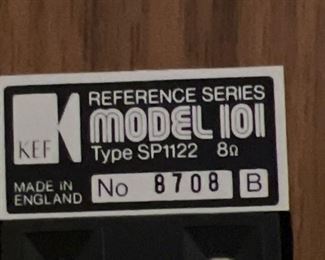 KEF
REFERENCE SERIES
MODEL 101
Type SP1122 8Ω
MADE IN
ENGLAND
No 8708 B